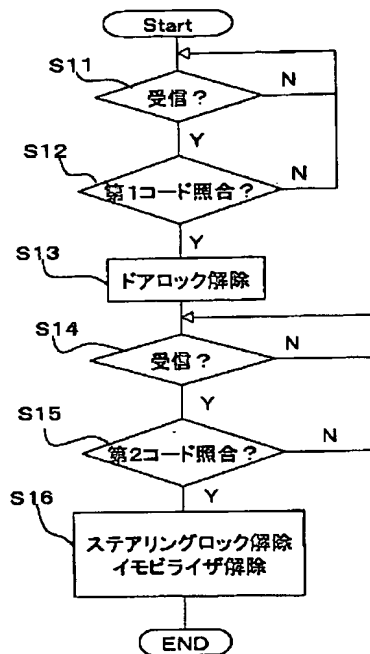 Start
S11
受信？
N
Y
S12
第1コード照合？
N
Y
S13
ドアロック解除
S14
受信？
N
Y
S15
第2コード照合？
N
Y
S16
ステアリングロック解除
イモビライザ解除
END